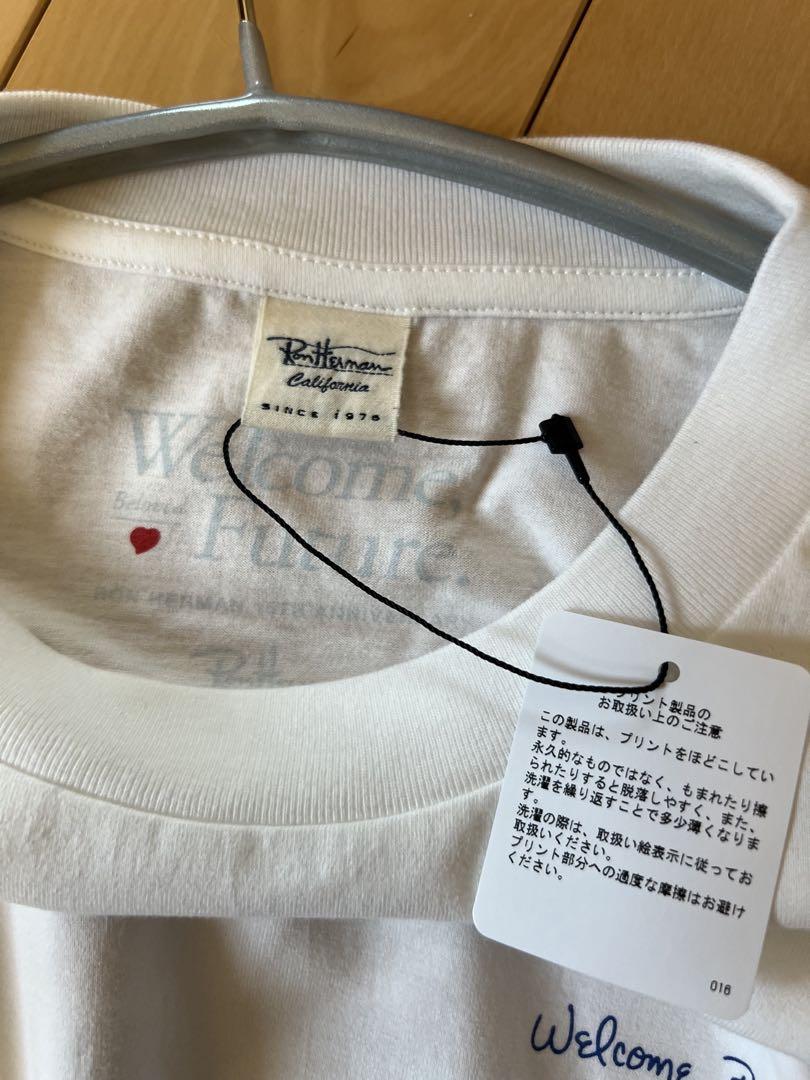 Ron Herman
California
SINCE 1976
Welcome,
Beloved
Future.
RON HERMAN 15TH ANNIVERSARY
Ron H
プリント製品の
お取扱い上のご注意
この製品は、プリントをほどこしてい
ます。
永久的なものではなく、もまれたり擦
られたりすると脱落しやすく、また、
洗濯を繰り返すことで多少薄くなりま
す。
洗濯の際は、取扱い絵表示に従ってお
取扱いください。
プリント部分への過度な摩擦はお避け
ください。
016
Welcome